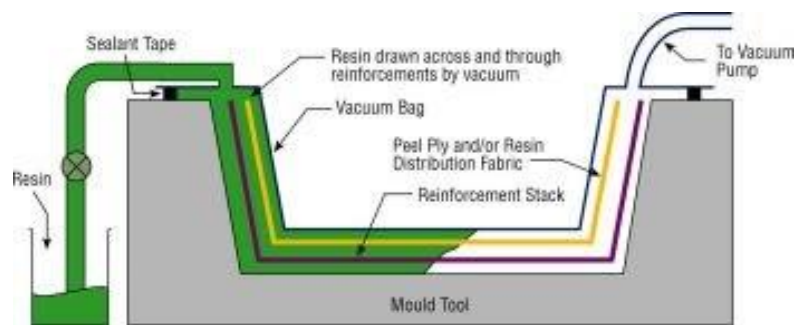 Sealant Tape
Resin drawn across and through
reinforcements by vacuum
To Vacuum
Pump
Vacuum Bag
Peel Ply and/or Resin
Distribution Fabric
Resin
Reinforcement Stack
Mould Tool